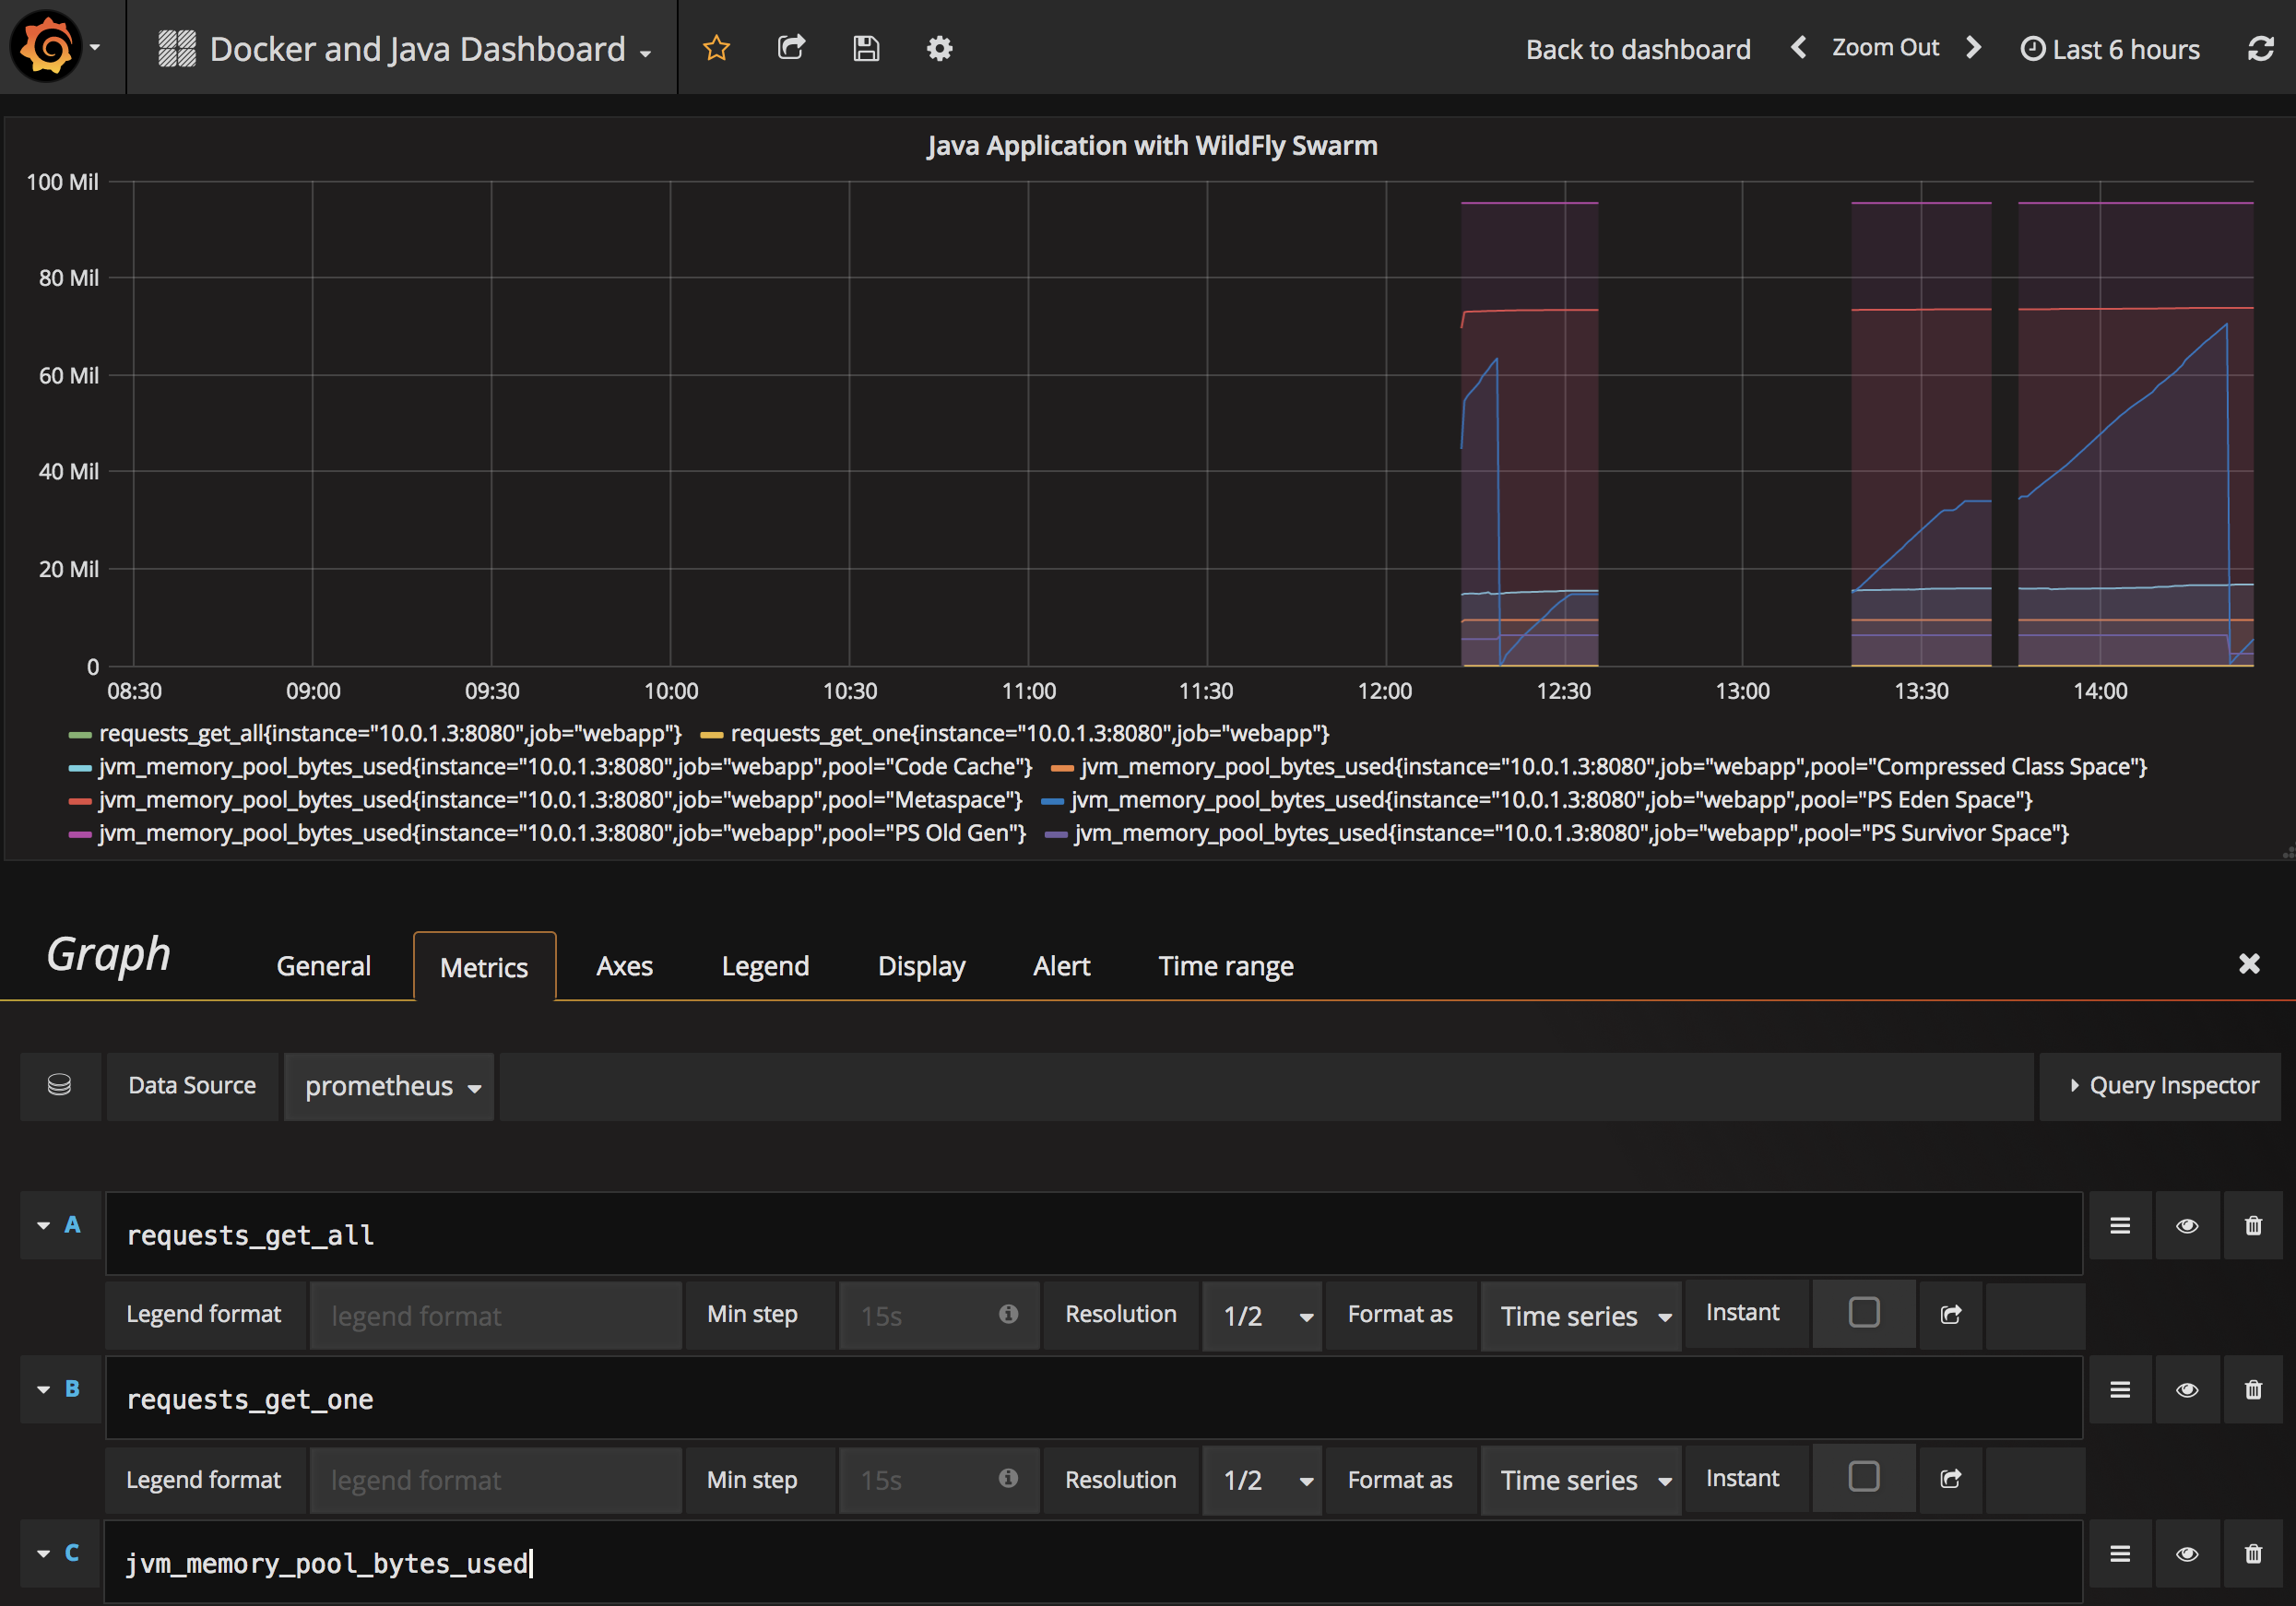 Docker and Java Dashboard Back to dashboard Zoom Out Last 6 hours
Java Application with WildFly Swarm
100 Mil
80 Mil
60 Mil
40 Mil
20 Mil
0
08:30 09:00 09:30 10:00 10:30 11:00 11:30 12:00 12:30 13:00 13:30 14:00
requests_get_all{instance="10.0.1.3:8080",job="webapp"} requests_get_one{instance="10.0.1.3:8080",job="webapp"}
jvm_memory_pool_bytes_used{instance="10.0.1.3:8080",job="webapp",pool="Code Cache"} jvm_memory_pool_bytes_used{instance="10.0.1.3:8080",job="webapp",pool="Compressed Class Space"}
jvm_memory_pool_bytes_used{instance="10.0.1.3:8080",job="webapp",pool="Metaspace"} jvm_memory_pool_bytes_used{instance="10.0.1.3:8080",job="webapp",pool="PS Eden Space"}
jvm_memory_pool_bytes_used{instance="10.0.1.3:8080",job="webapp",pool="PS Old Gen"} jvm_memory_pool_bytes_used{instance="10.0.1.3:8080",job="webapp",pool="PS Survivor Space"}
Graph General Metrics Axes Legend Display Alert Time range
Data Source prometheus Query Inspector
A requests_get_all
Legend format legend format Min step 15s Resolution 1/2 Format as Time series Instant
B requests_get_one
Legend format legend format Min step 15s Resolution 1/2 Format as Time series Instant
C jvm_memory_pool_bytes_used